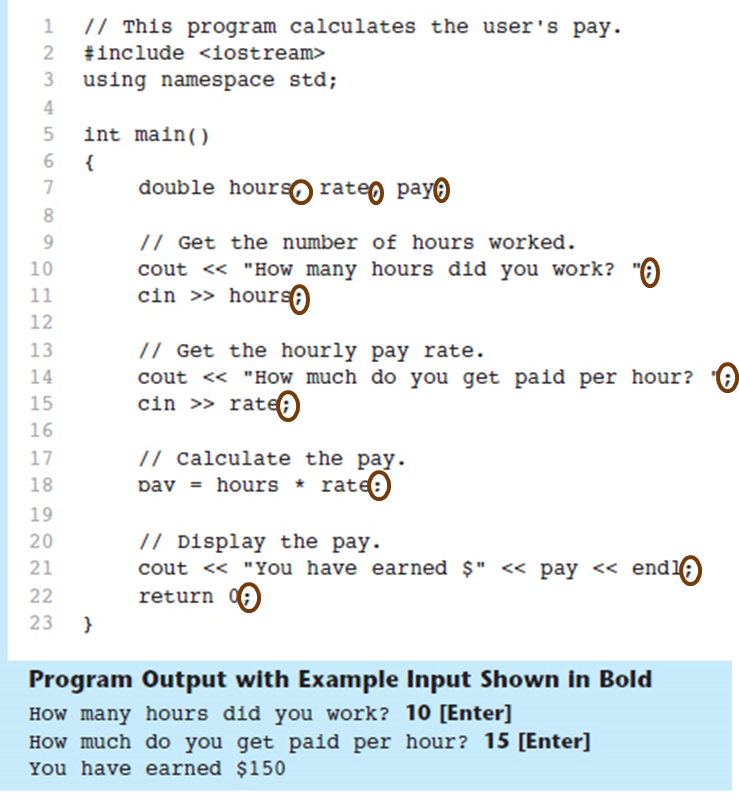 1 // This program calculates the user's pay.
2 #include <iostream>
3 using namespace std;
4
5 int main()
6 {
7 double hours, rate, pay;
8
9 // Get the number of hours worked.
10 cout << "How many hours did you work? ";
11 cin >> hours;
12
13 // Get the hourly pay rate.
14 cout << "How much do you get paid per hour? ";
15 cin >> rate;
16
17 // Calculate the pay.
18 pay = hours * rate;
19
20 // Display the pay.
21 cout << "You have earned $" << pay << endl;
22 return 0;
23 }
Program Output with Example Input Shown in Bold
How many hours did you work? 10 [Enter]
How much do you get paid per hour? 15 [Enter]
You have earned $150